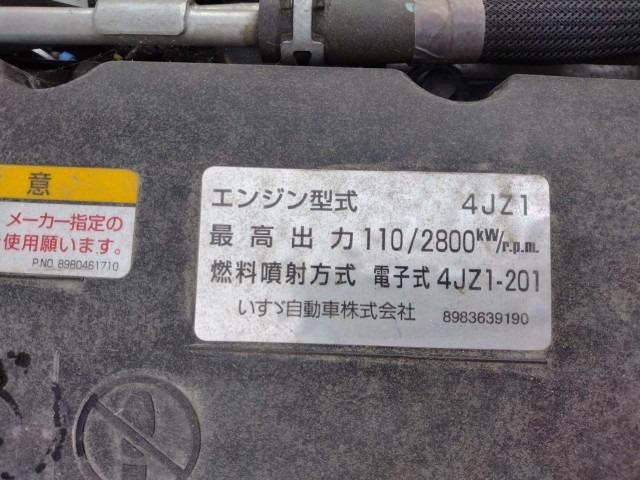 意
メーカー指定の
使用願います。
P.NO. 8980461710
エンジン型式 4JZ1
最高出力 110/2800kW/r.p.m.
燃料噴射方式 電子式 4JZ1-201
いすゞ自動車株式会社 8983639190